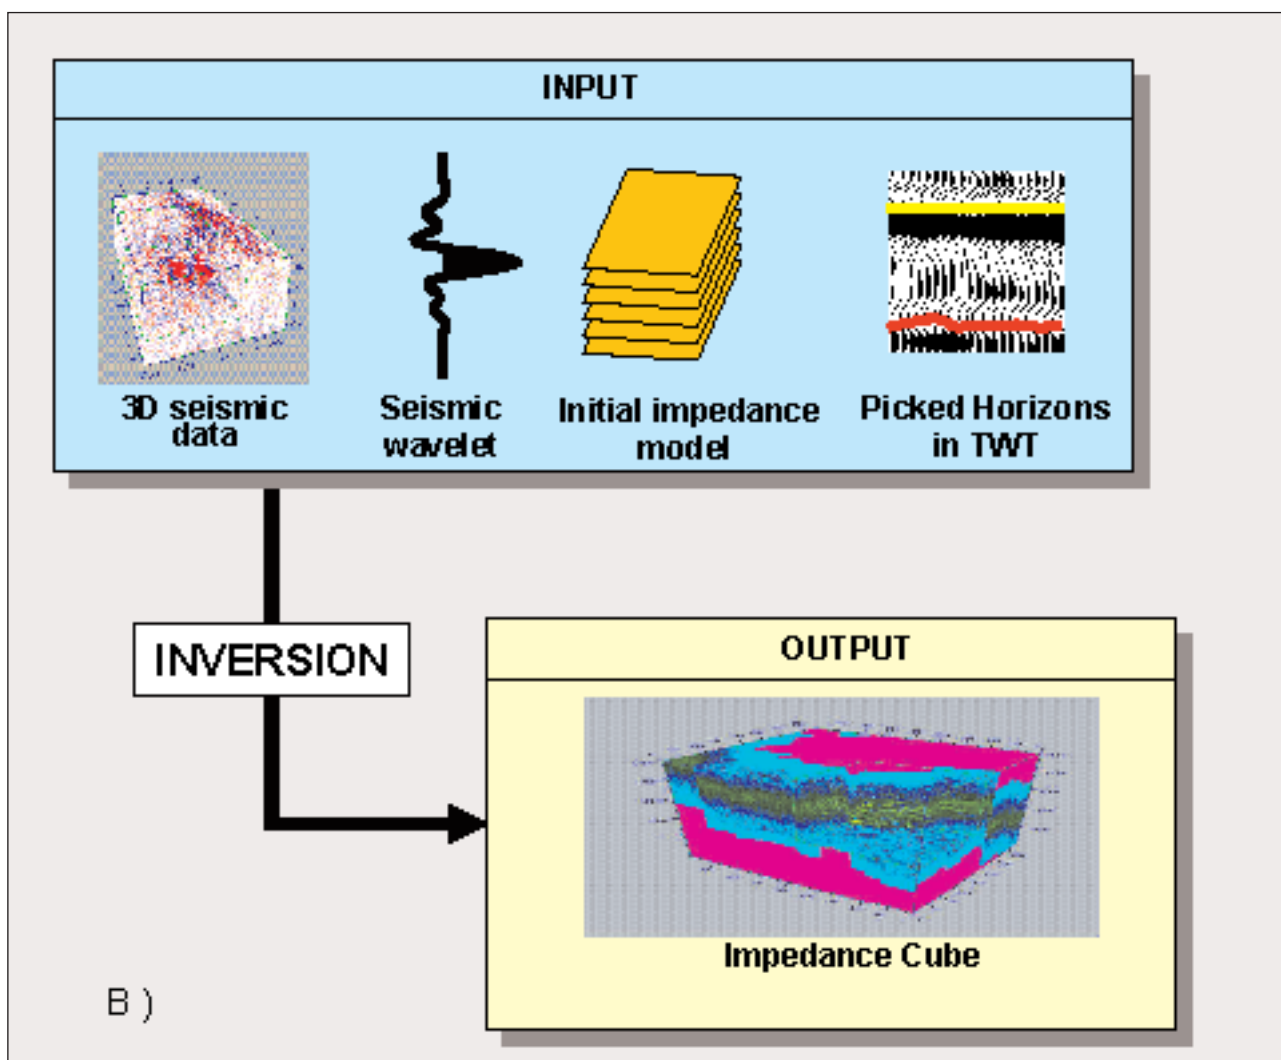 INPUT
3D seismic
data
Seismic
wavelet
Initial impedance
model
Picked Horizons
in TWT
INVERSION
OUTPUT
Impedance Cube
B )